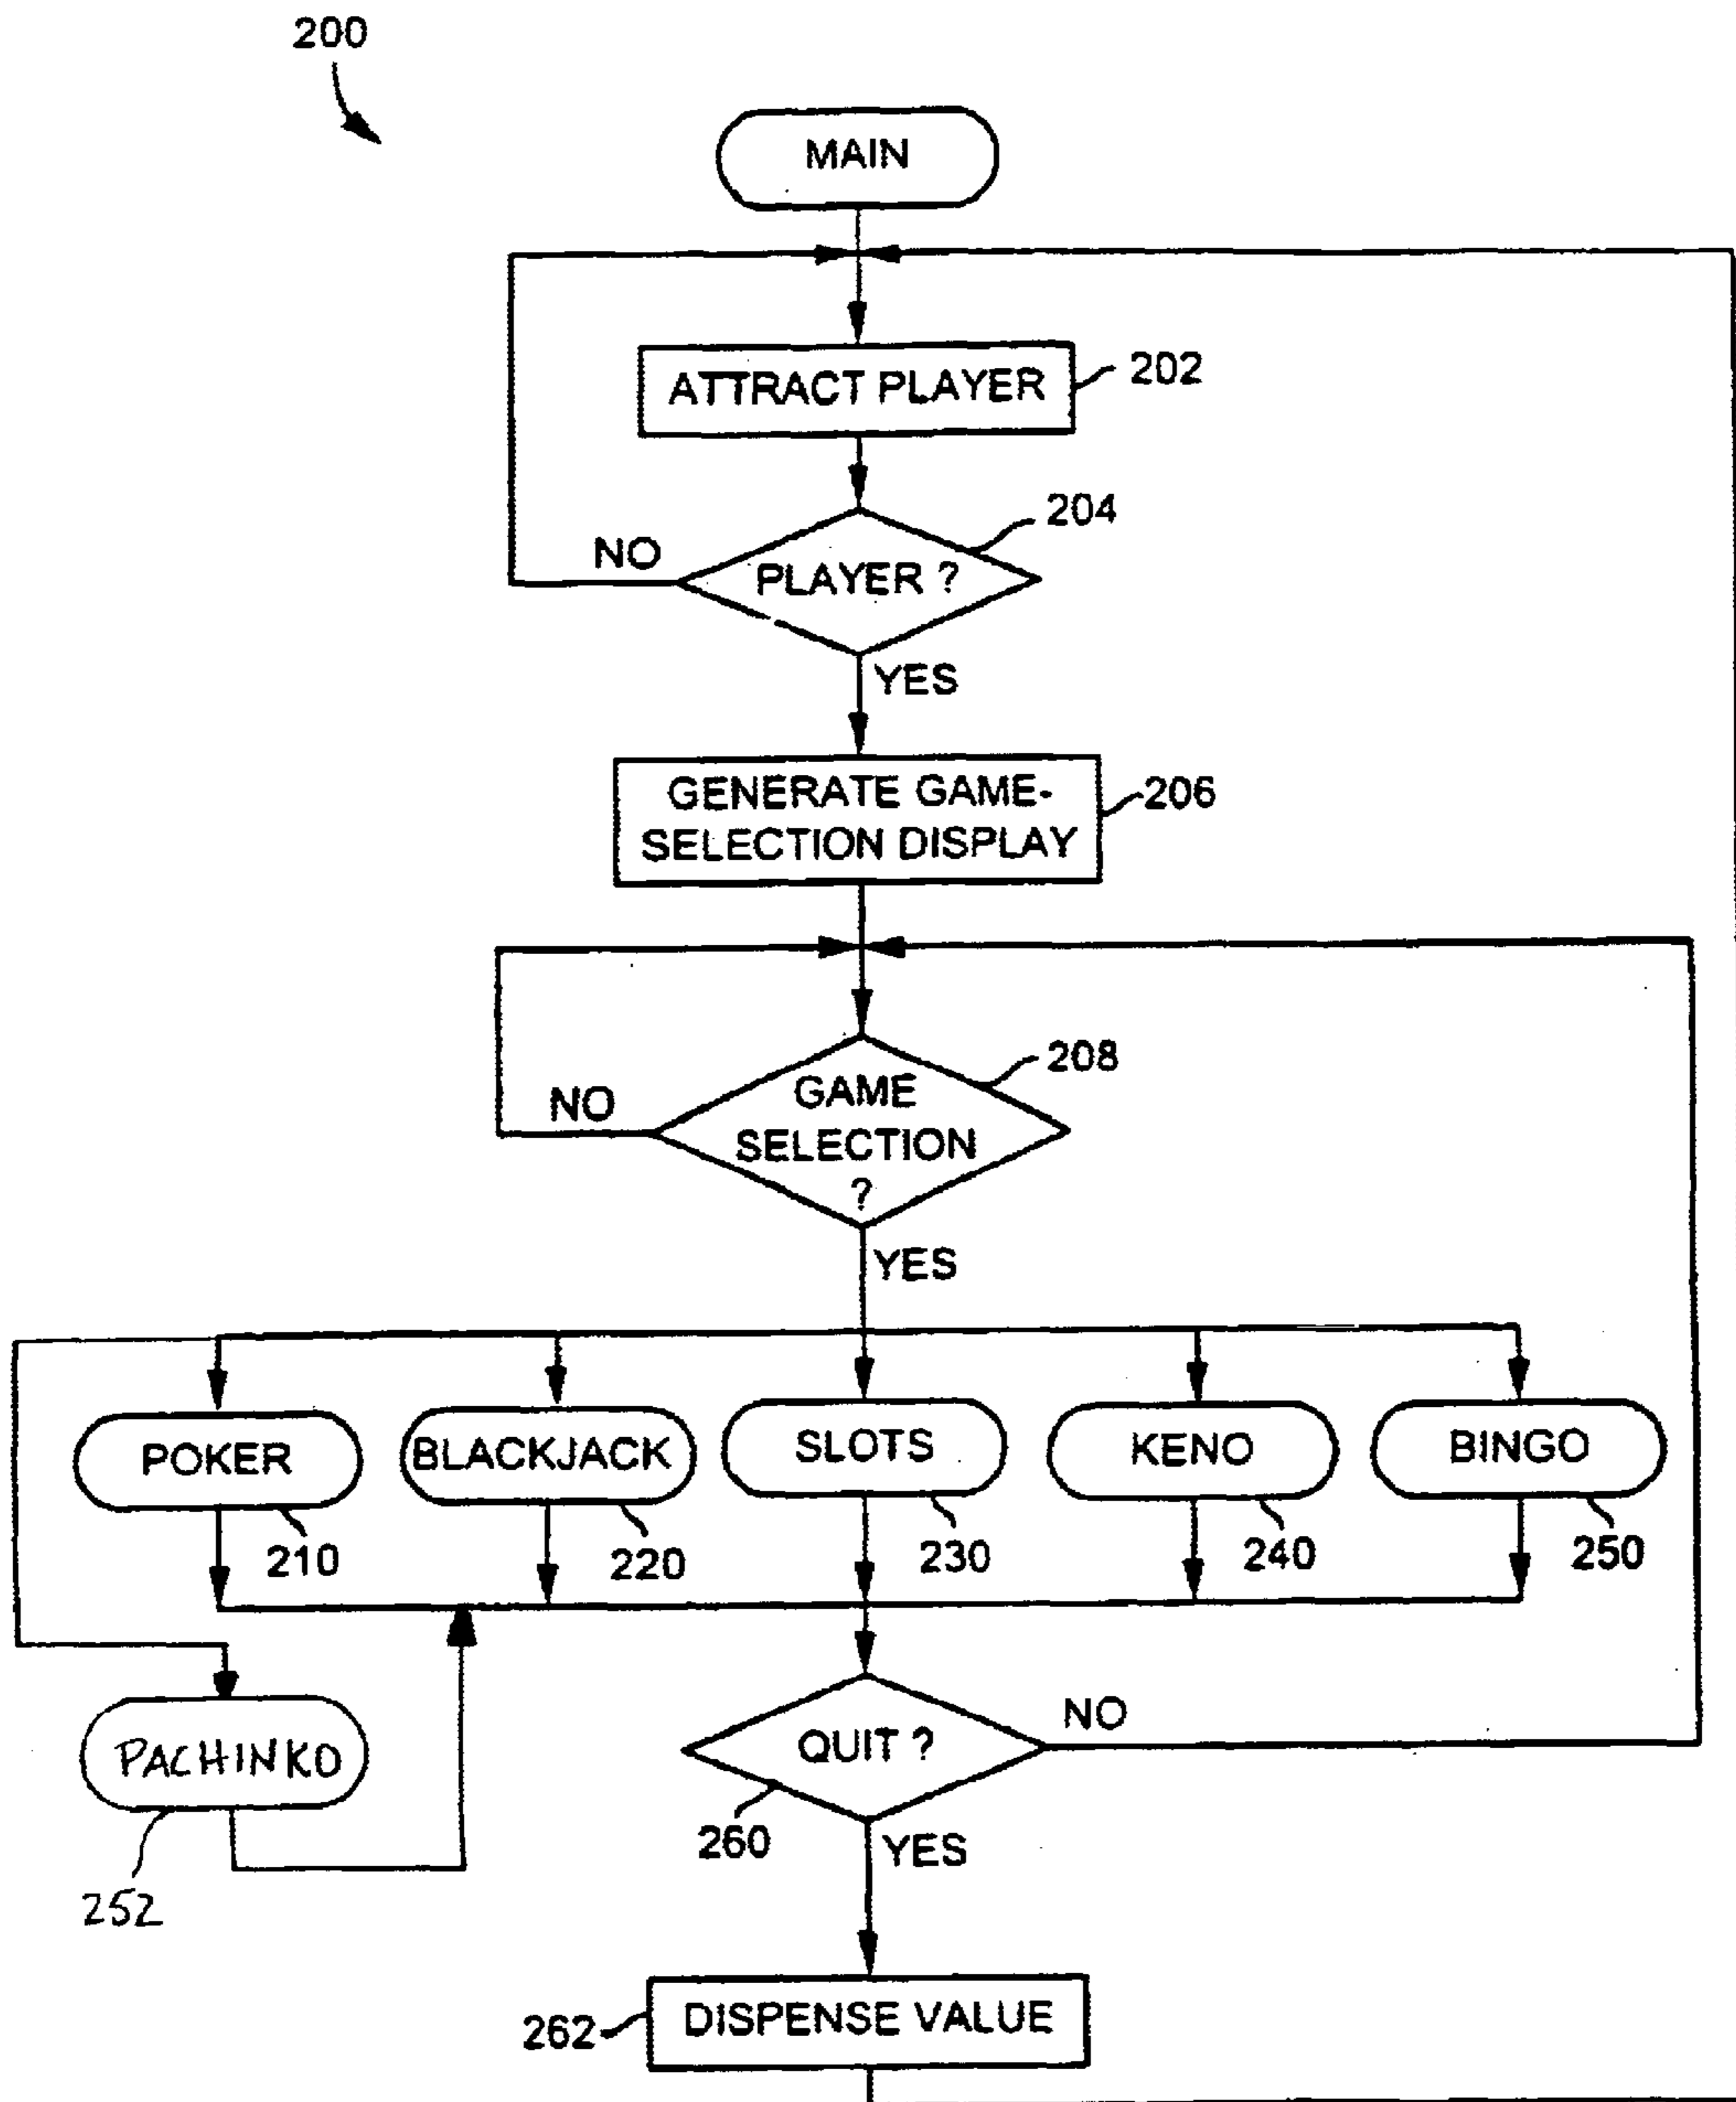 200
MAIN
ATTRACT PLAYER
202
204
NO
PLAYER ?
YES
GENERATE GAME-
SELECTION DISPLAY
206
208
NO
GAME
SELECTION
?
YES
POKER
BLACKJACK
SLOTS
KENO
BINGO
210
220
230
240
250
PACHINKO
252
QUIT ?
NO
260
YES
262
DISPENSE VALUE